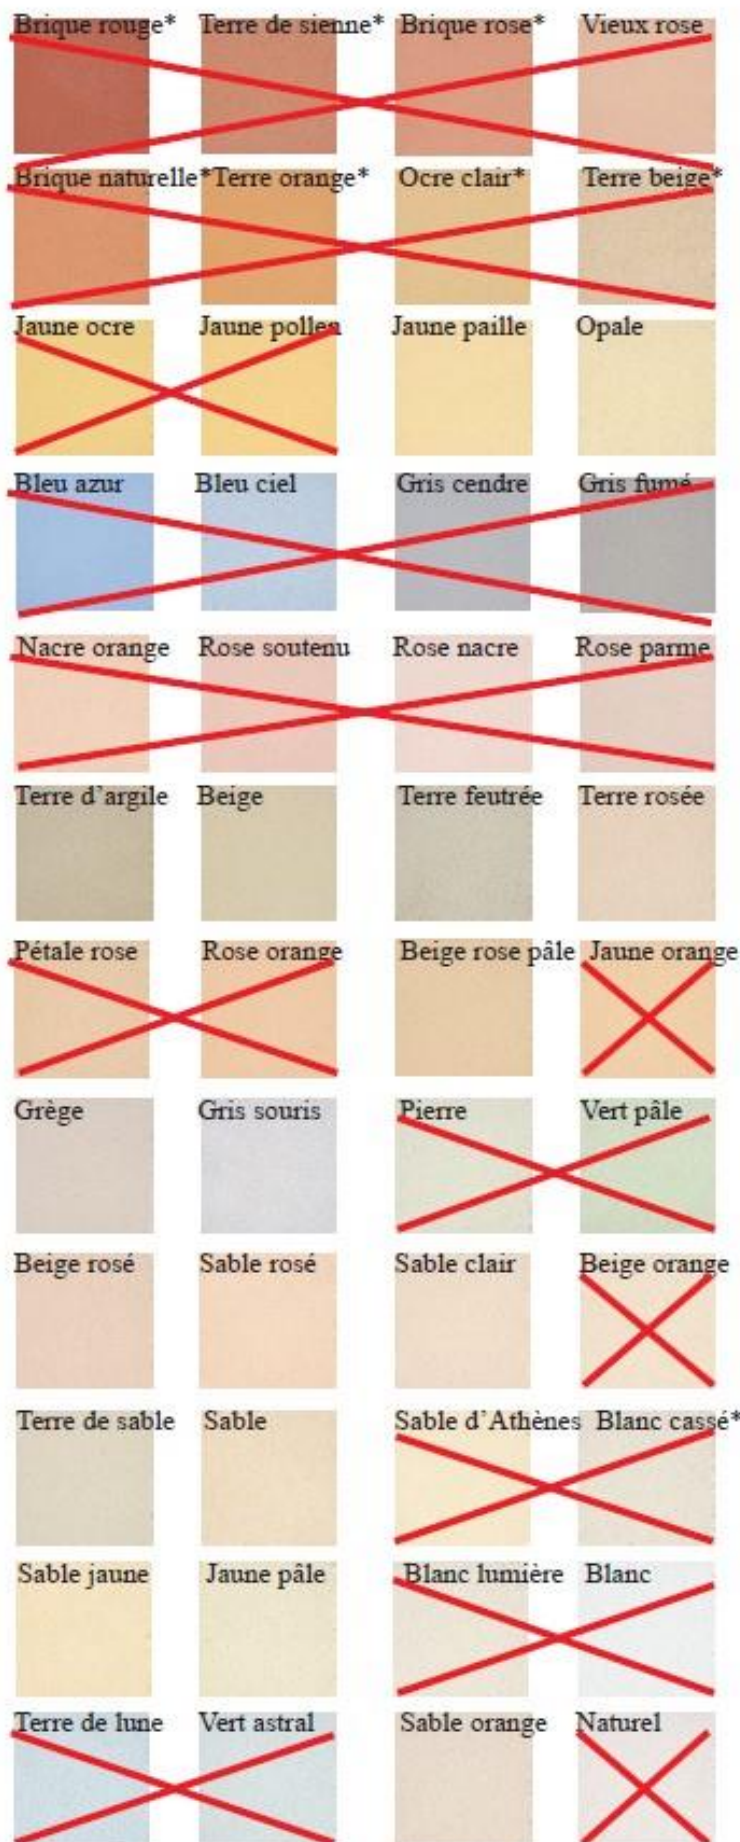 Brique rouge* Terre de sienne* Brique rose* Vieux rose
Brique naturelle* Terre orange* Ocre clair* Terre beige*
Jaune ocre Jaune pollen Jaune paille Opale
Bleu azur Bleu ciel Gris cendre Gris fumé
Nacre orange Rose soutenu Rose nacre Rose parme
Terre d'argile Beige Terre feutrée Terre rosée
Pétale rose Rose orange Beige rose pâle Jaune orange
Grège Gris souris Pierre Vert pâle
Beige rosé Sable rosé Sable clair Beige orange
Terre de sable Sable Sable d'Athènes Blanc cassé*
Sable jaune Jaune pâle Blanc lumière Blanc
Terre de lune Vert astral Sable orange Naturel